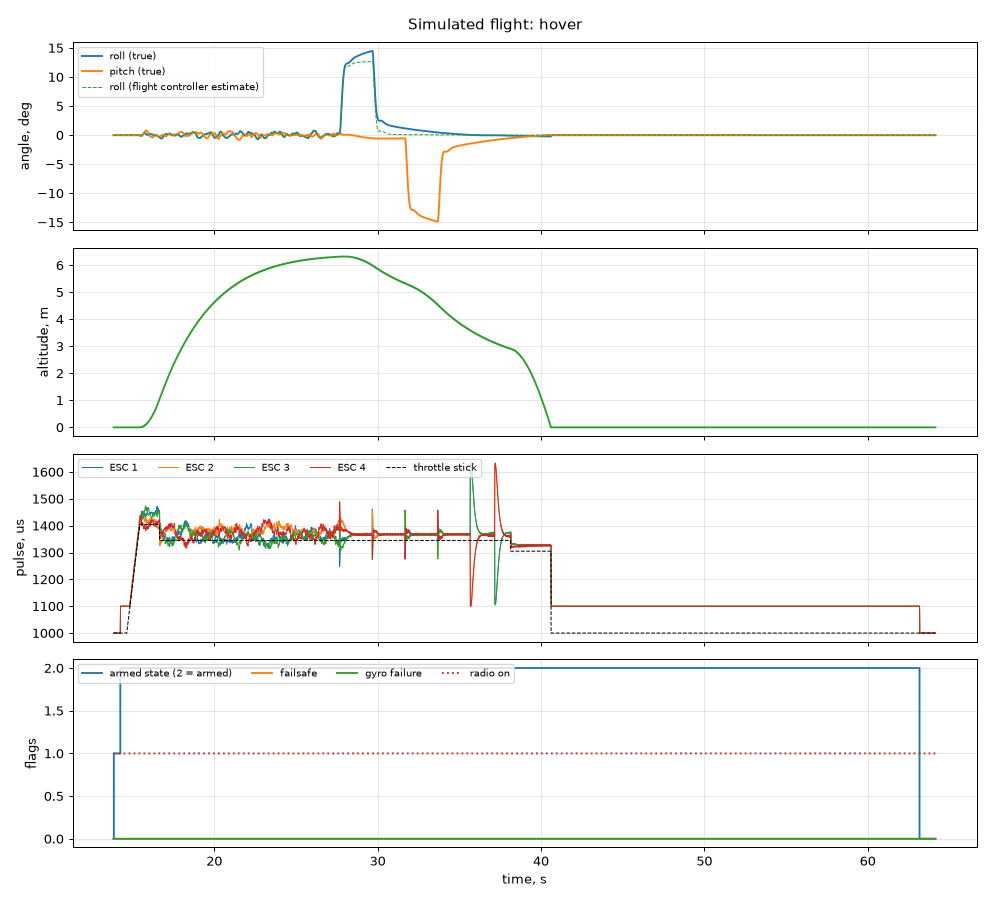 Simulated flight: hover
angle, deg
15
10
5
0
−5
−10
−15
roll (true)
pitch (true)
roll (flight controller estimate)
altitude, m
6
5
4
3
2
1
0
pulse, us
1600
1500
1400
1300
1200
1100
1000
ESC 1 ESC 2 ESC 3 ESC 4 throttle stick
flags
2.0
1.5
1.0
0.5
0.0
armed state (2 = armed) failsafe gyro failure radio on
20 30 40 50 60
time, s